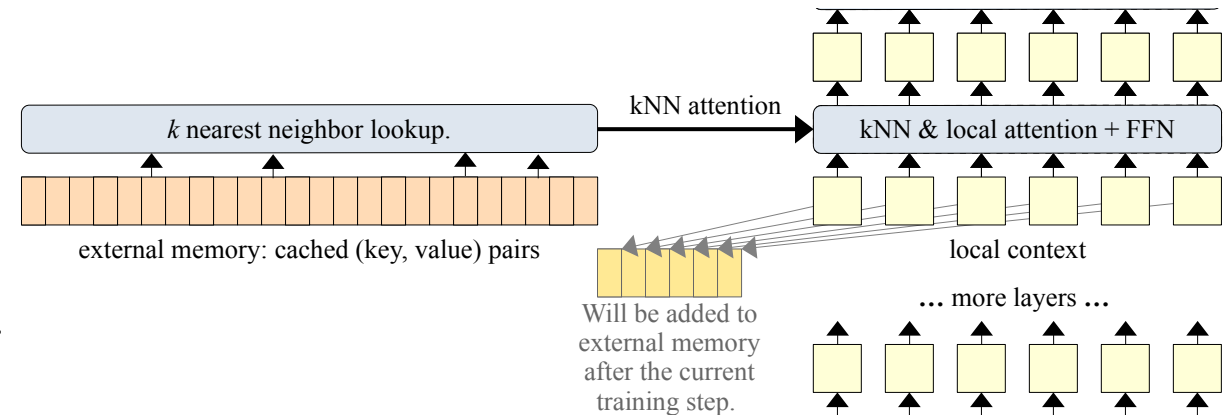 kNN attention
k nearest neighbor lookup.
kNN & local attention + FFN
external memory: cached (key, value) pairs
local context
... more layers ...
Will be added to
external memory
after the current
training step.